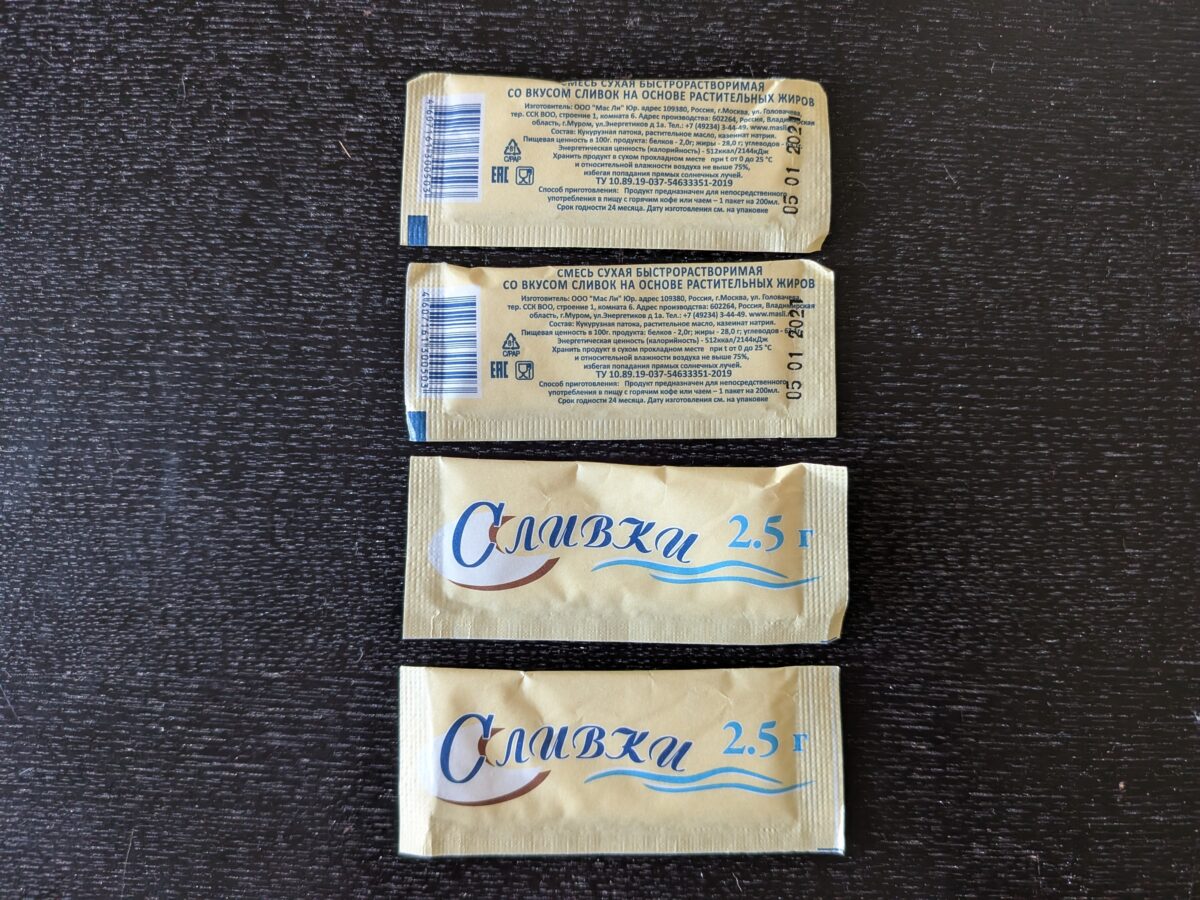 СМЕСЬ СУХАЯ БЫСТРОРАСТВОРИМАЯ
СО ВКУСОМ СЛИВОК НА ОСНОВЕ РАСТИТЕЛЬНЫХ ЖИРОВ
Изготовитель: ООО "Мас Ли" Юр. адрес 109380, Россия, г.Москва, ул. Головачева,
тер. ССК ВОО, строение 1, комната 6. Адрес производства: 602264, Россия, Владимирская
область, г.Муром, ул.Энергетиков д 1а. Тел.: +7 (49234) 3-44-49. www.masli
Состав: Кукурузная патока, растительное масло, казеинат натрия.
Пищевая ценность в 100г. продукта: белков - 2,0г; жиры - 28,0 г; углеводов -
Энергетическая ценность (калорийность) - 512ккал/2144кДж
Хранить продукт в сухом прохладном месте при t от 0 до 25 °С
и относительной влажности воздуха не выше 75%,
избегая попадания прямых солнечных лучей.
ТУ 10.89.19-037-54633351-2019
Способ приготовления: Продукт предназначен для непосредственного
употребления в пищу с горячим кофе или чаем – 1 пакет на 200мл.
Срок годности 24 месяца. Дату изготовления см. на упаковке
81
C/PAP
EAC
05 01 2021
СМЕСЬ СУХАЯ БЫСТРОРАСТВОРИМАЯ
СО ВКУСОМ СЛИВОК НА ОСНОВЕ РАСТИТЕЛЬНЫХ ЖИРОВ
Изготовитель: ООО "Мас Ли" Юр. адрес 109380, Россия, г.Москва, ул. Головачева,
тер. ССК ВОО, строение 1, комната 6. Адрес производства: 602264, Россия, Владимирская
область, г.Муром, ул.Энергетиков д 1а. Тел.: +7 (49234) 3-44-49. www.masli
Состав: Кукурузная патока, растительное масло, казеинат натрия.
Пищевая ценность в 100г. продукта: белков - 2,0г; жиры - 28,0 г; углеводов -
Энергетическая ценность (калорийность) - 512ккал/2144кДж
Хранить продукт в сухом прохладном месте при t от 0 до 25 °С
и относительной влажности воздуха не выше 75%,
избегая попадания прямых солнечных лучей.
ТУ 10.89.19-037-54633351-2019
Способ приготовления: Продукт предназначен для непосредственного
употребления в пищу с горячим кофе или чаем – 1 пакет на 200мл.
Срок годности 24 месяца. Дату изготовления см. на упаковке
4607161300503
81
C/PAP
EAC
05 01 2021
Сливки 2.5 г
Сливки 2.5 г